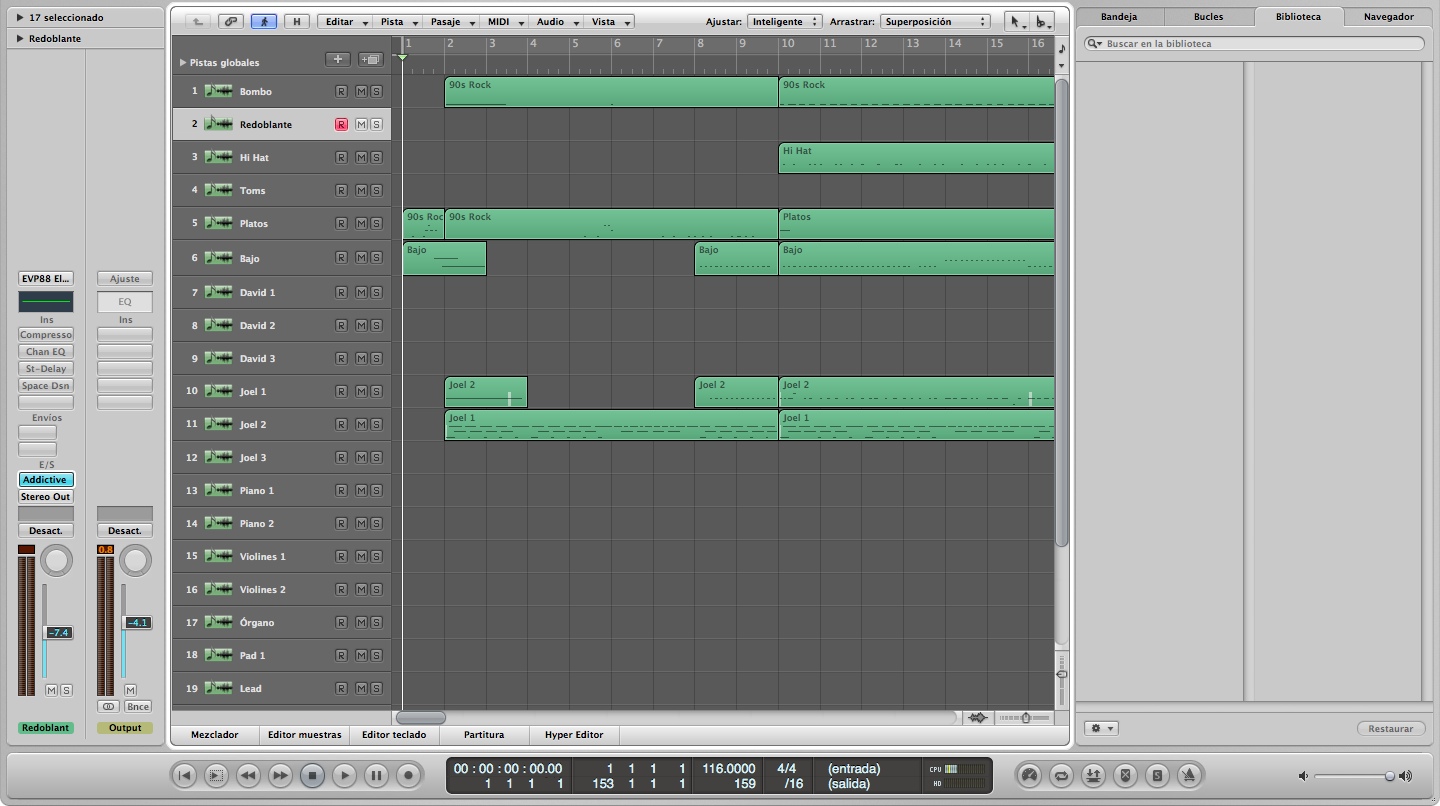 17 seleccionado
Redoblante
EVP88 El...
Ajuste
EQ
Ins
Ins
Compresso
Chan EQ
St-Delay
Space Dsn
Envíos
E/S
Addictive
Stereo Out
Desact.
Desact.
0.8
-7.4
-4.1
M S
M
Bnce
Redoblant
Output
H
Editar
Pista
Pasaje
MIDI
Audio
Vista
Ajustar: Inteligente
Arrastrar: Superposición
Pistas globales
1 2 3 4 5 6 7 8 9 10 11 12 13 14 15 16
1 Bombo R M S
90s Rock
90s Rock
2 Redoblante R M S
3 Hi Hat R M S
Hi Hat
4 Toms R M S
5 Platos R M S
90s Roc
90s Rock
Platos
6 Bajo R M S
Bajo
Bajo
Bajo
7 David 1 R M S
8 David 2 R M S
9 David 3 R M S
10 Joel 1 R M S
Joel 2
Joel 2
Joel 2
11 Joel 2 R M S
Joel 1
Joel 1
12 Joel 3 R M S
13 Piano 1 R M S
14 Piano 2 R M S
15 Violines 1 R M S
16 Violines 2 R M S
17 Órgano R M S
18 Pad 1 R M S
19 Lead R M S
Mezclador
Editor muestras
Editor teclado
Partitura
Hyper Editor
Bandeja
Bucles
Biblioteca
Navegador
Buscar en la biblioteca
Restaurar
00 : 00 : 00 : 00.00
1 1 1 1
1 1 1 1
153 1 1 1
116.0000
159
4/4
/16
(entrada)
(salida)
CPU
HD
S